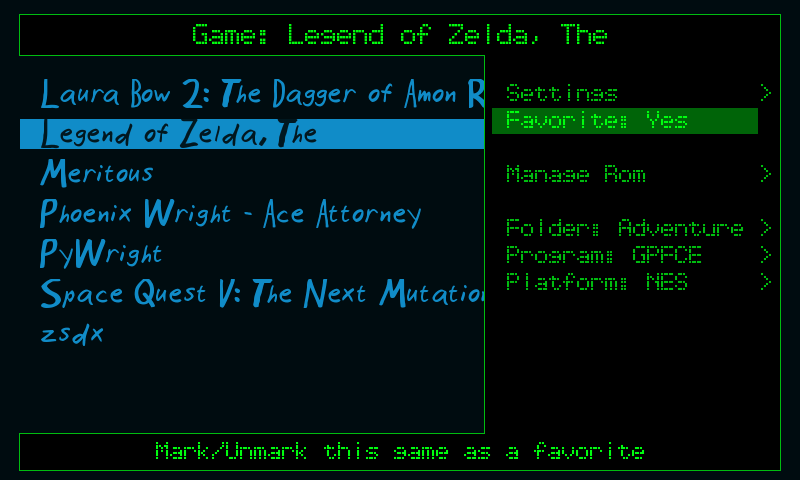 Game: Legend of Zelda, The
Laura Bow 2: The Dagger of Amon R
Legend of Zelda, The
Meritous
Phoenix Wright - Ace Attorney
PyWright
Space Quest V: The Next Mutation
zsdx
Settings >
Favorite: Yes
Manage Rom >
Folder: Adventure >
Program: GPFCE >
Platform: NES >
Mark/Unmark this game as a favorite